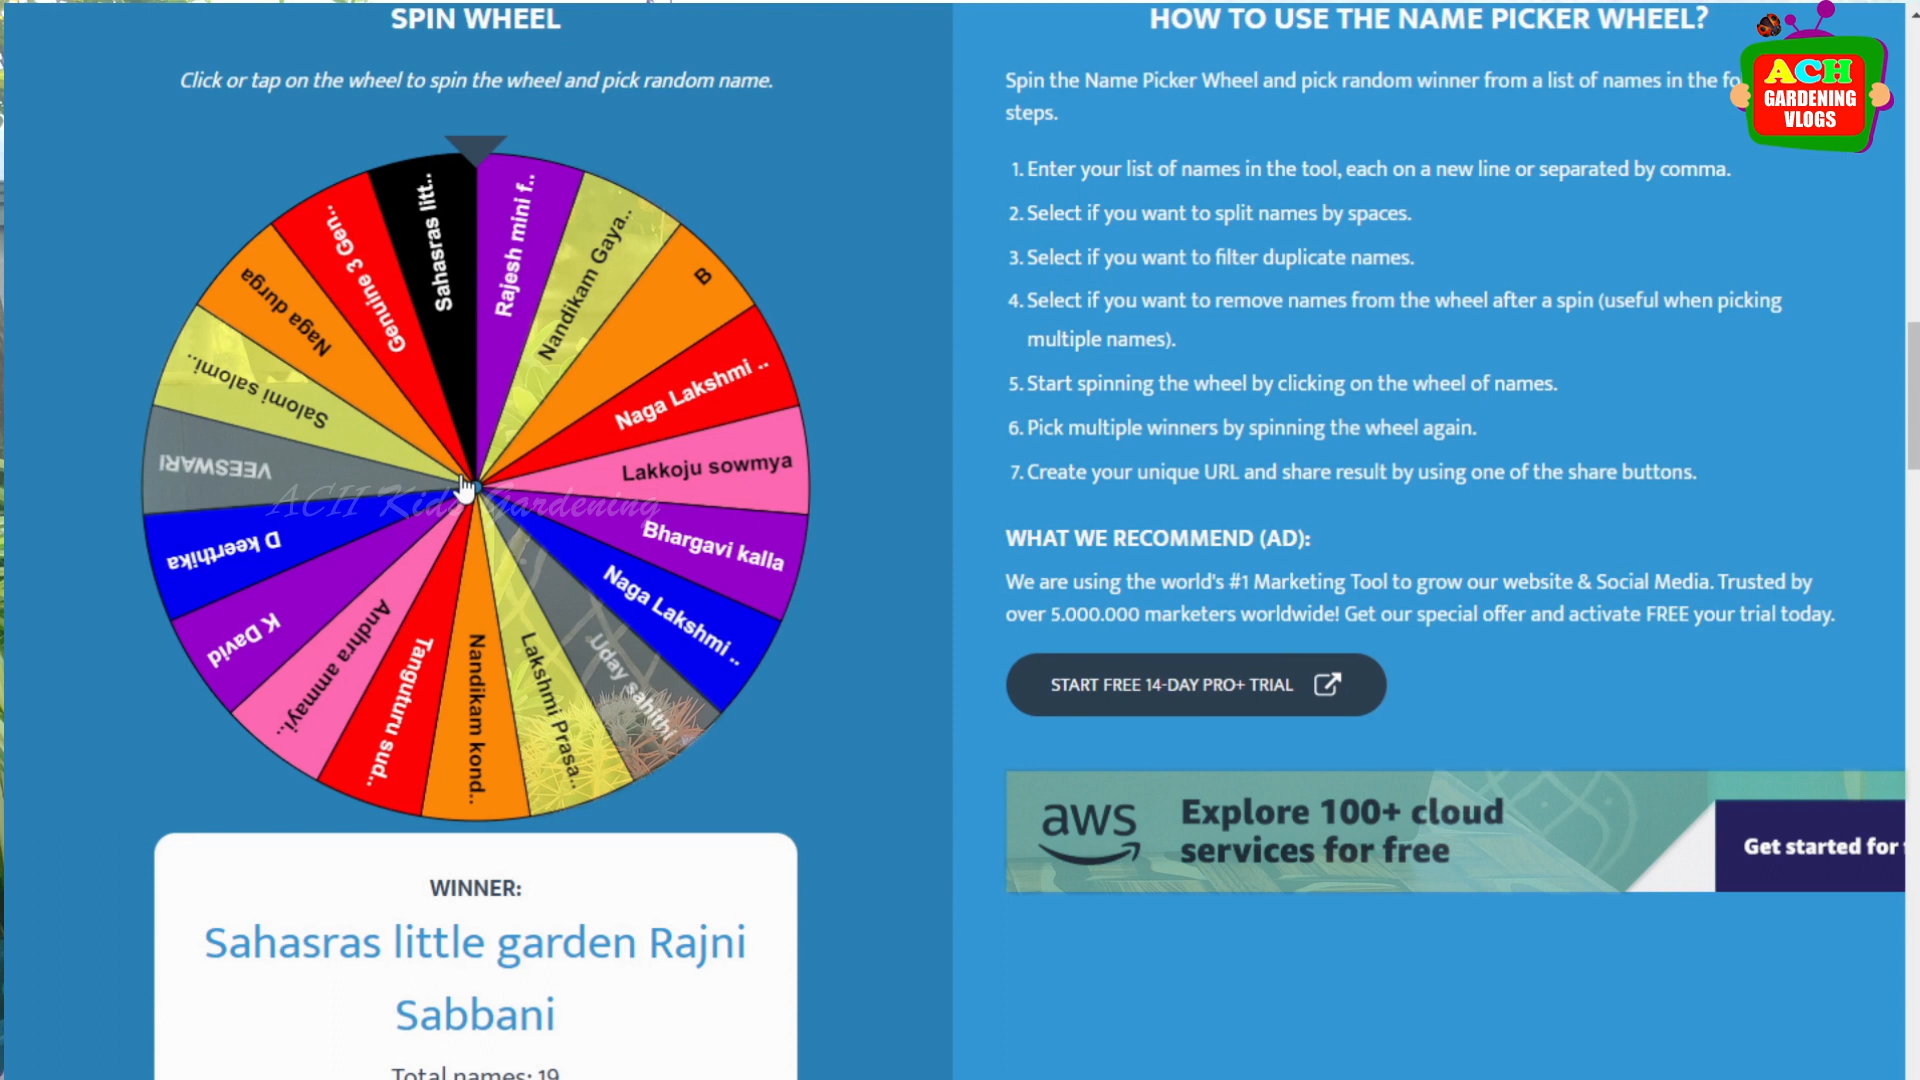 SPIN WHEEL
Click or tap on the wheel to spin the wheel and pick random name.
Sahasras litt..
Rajesh mini f..
Nandikam Gaya..
B
Naga Lakshmi ..
Lakkoju sowmya
Bhargavi kalla
Naga Lakshmi ..
Uday sahithi
Lakshmi Prasa..
Nandikam kond..
Tanguturu sud..
Andhra ammayi..
K David
D keerthika
VEESWARI
Salomi salomi..
Naga durga
Genuine 3 Gen..
ACH Kids Gardening
WINNER:
Sahasras little garden Rajni
Sabbani
Total names: 19
HOW TO USE THE NAME PICKER WHEEL?
Spin the Name Picker Wheel and pick random winner from a list of names in the
steps.
1. Enter your list of names in the tool, each on a new line or separated by comma.
2. Select if you want to split names by spaces.
3. Select if you want to filter duplicate names.
4. Select if you want to remove names from the wheel after a spin (useful when picking
multiple names).
5. Start spinning the wheel by clicking on the wheel of names.
6. Pick multiple winners by spinning the wheel again.
7. Create your unique URL and share result by using one of the share buttons.
WHAT WE RECOMMEND (AD):
We are using the world's #1 Marketing Tool to grow our website & Social Media. Trusted by
over 5.000.000 marketers worldwide! Get our special offer and activate FREE your trial today.
START FREE 14-DAY PRO+ TRIAL
aws
Explore 100+ cloud
services for free
Get started for
ACH
GARDENING
VLOGS